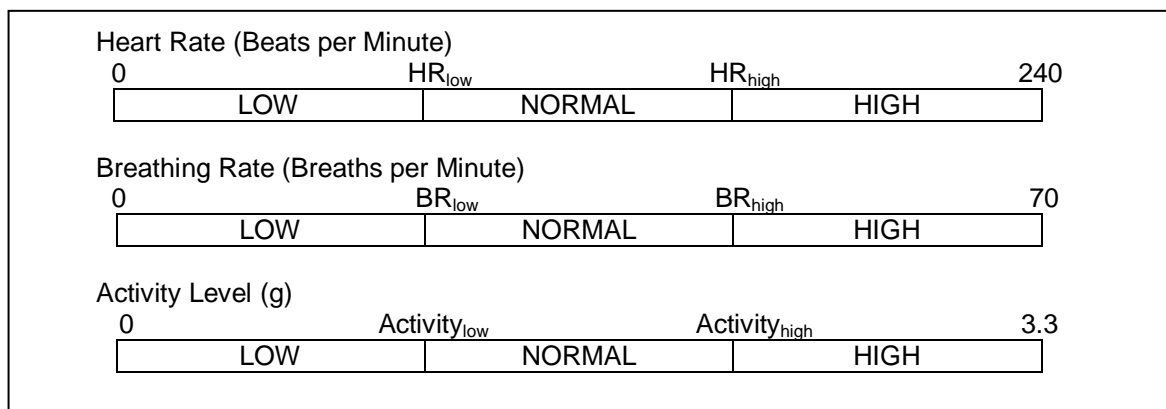 Heart Rate (Beats per Minute)
0 HRlow HRhigh 240
LOW NORMAL HIGH
Breathing Rate (Breaths per Minute)
0 BRlow BRhigh 70
LOW NORMAL HIGH
Activity Level (g)
0 Activitylow Activityhigh 3.3
LOW NORMAL HIGH